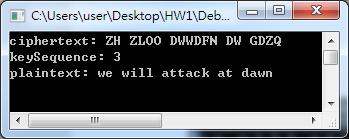 C:\Users\user\Desktop\HW1\Deb...
ciphertext: ZH ZLOO DWWDFN DW GDZQ
keySequence: 3
plaintext: we will attack at dawn